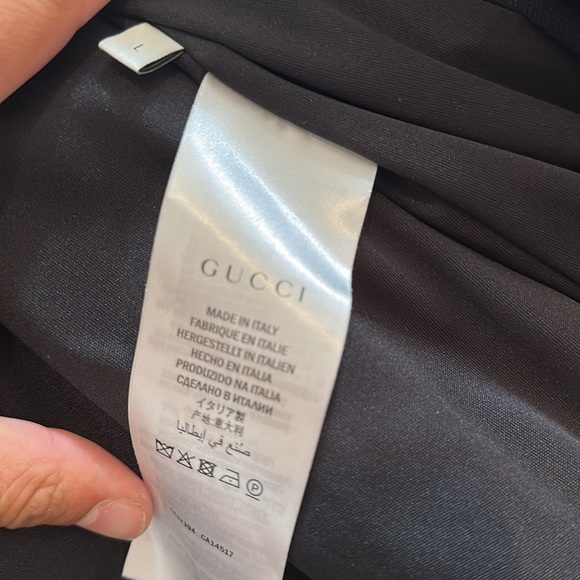 L
GUCCI
MADE IN ITALY
FABRIQUE EN ITALIE
HERGESTELLT IN ITALIEN
HECHO EN ITALIA
PRODUZIDO NA ITALIA
СДЕЛАНО В ИТАЛИИ
イタリア製
产地:意大利
صنع في إيطاليا
P
CA14517